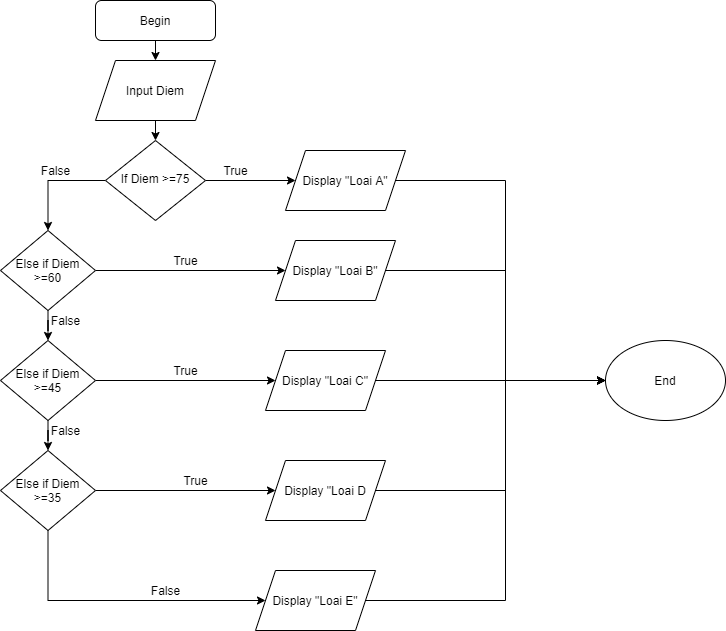 Begin
Input Diem
If Diem >=75
False
True
Display "Loai A"
Else if Diem
>=60
True
Display "Loai B"
False
Else if Diem
>=45
True
Display "Loai C"
End
False
Else if Diem
>=35
True
Display "Loai D
False
Display "Loai E"